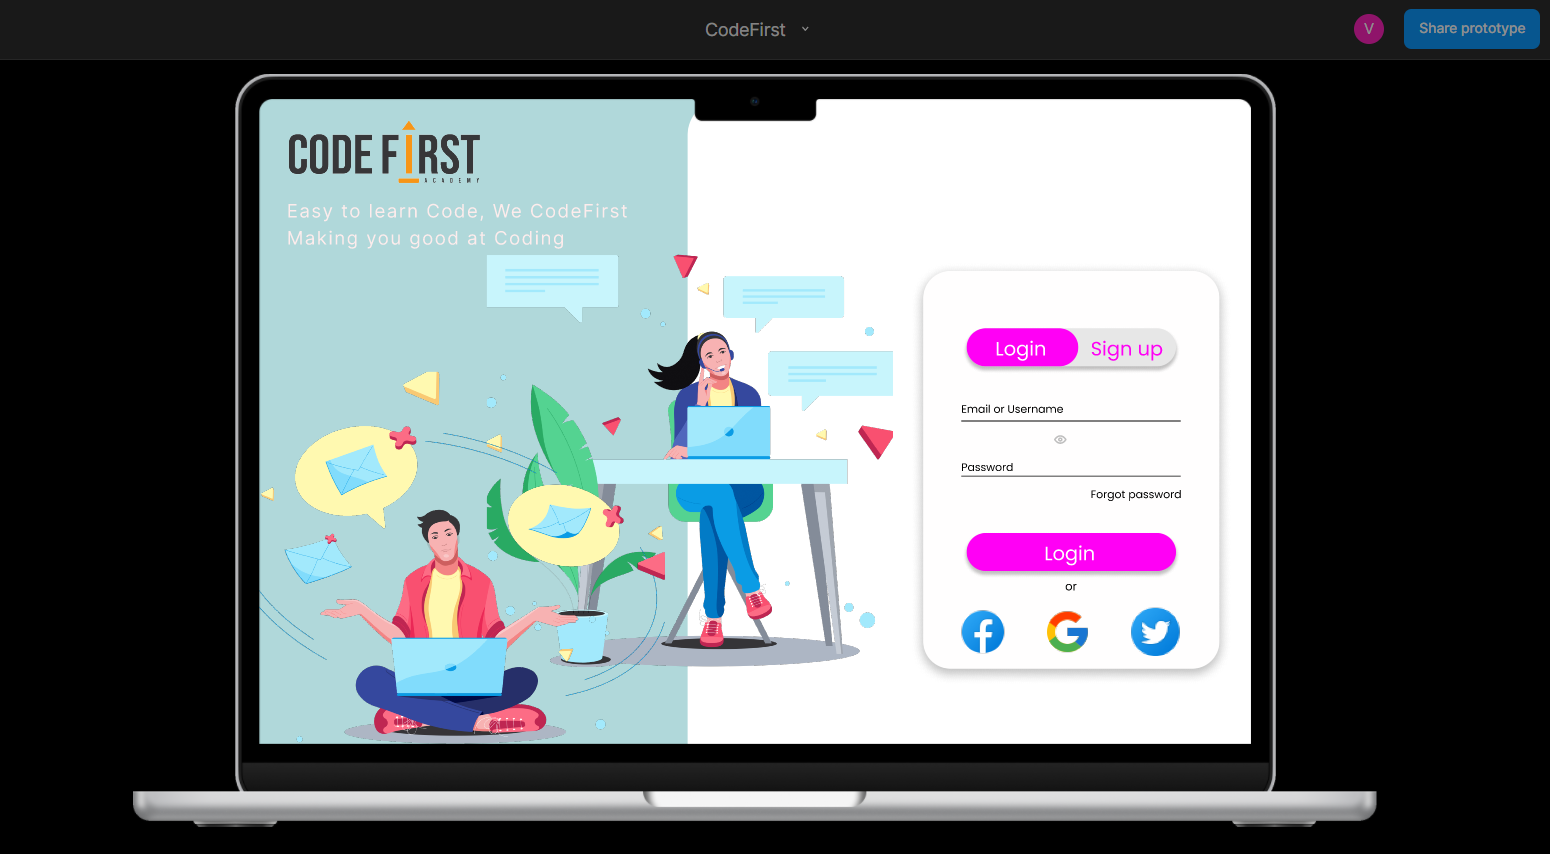 CodeFirst
V
Share prototype
CODE FIRST
ACADEMY
Easy to learn Code, We CodeFirst
Making you good at Coding
Login
Sign up
Email or Username
Password
Forgot password
Login
or